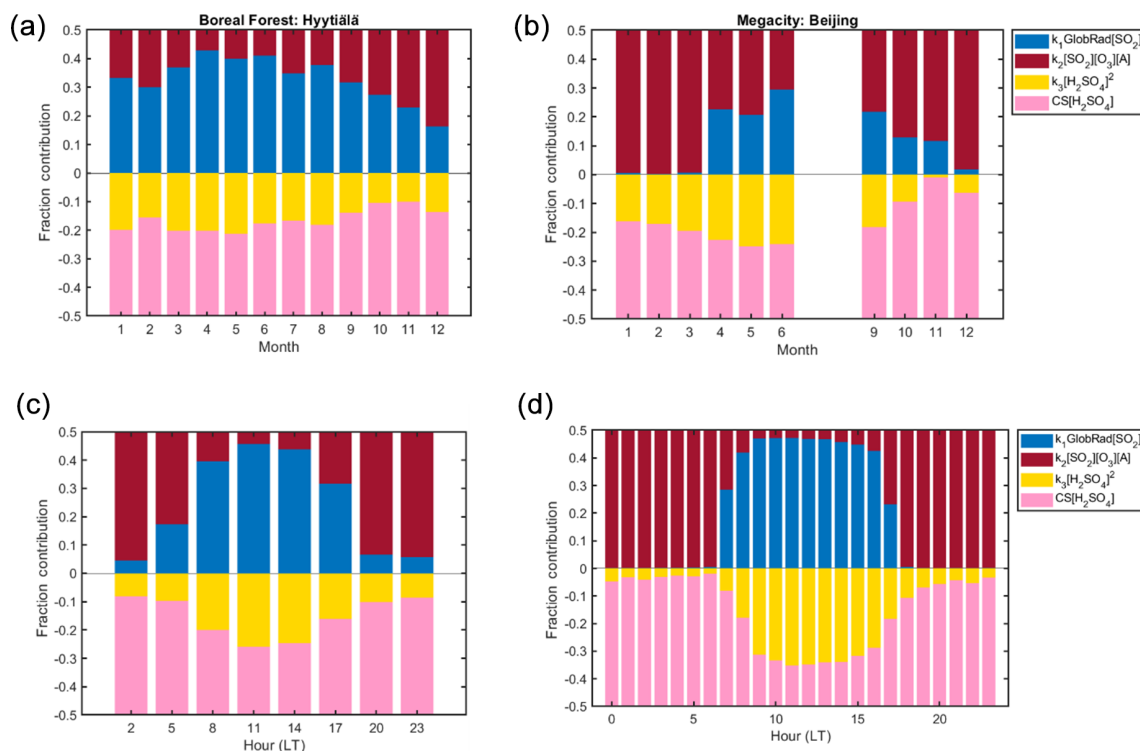 (a)
Boreal Forest: Hyytiälä
0.5
0.4
0.3
0.2
0.1
0
-0.1
-0.2
-0.3
-0.4
-0.5
Fraction contribution
1 2 3 4 5 6 7 8 9 10 11 12
Month
(b)
Megacity: Beijing
0.5
0.4
0.3
0.2
0.1
0
-0.1
-0.2
-0.3
-0.4
-0.5
Fraction contribution
1 2 3 4 5 6 9 10 11 12
Month
k₁GlobRad[SO₂]
k₂[SO₂][O₃][A]
k₃[H₂SO₄]²
CS[H₂SO₄]
(c)
0.5
0.4
0.3
0.2
0.1
0
-0.1
-0.2
-0.3
-0.4
-0.5
Fraction contribution
2 5 8 11 14 17 20 23
Hour (LT)
(d)
0.5
0.4
0.3
0.2
0.1
0
-0.1
-0.2
-0.3
-0.4
-0.5
Fraction contribution
0 5 10 15 20
Hour (LT)
k₁GlobRad[SO₂]
k₂[SO₂][O₃][A]
k₃[H₂SO₄]²
CS[H₂SO₄]